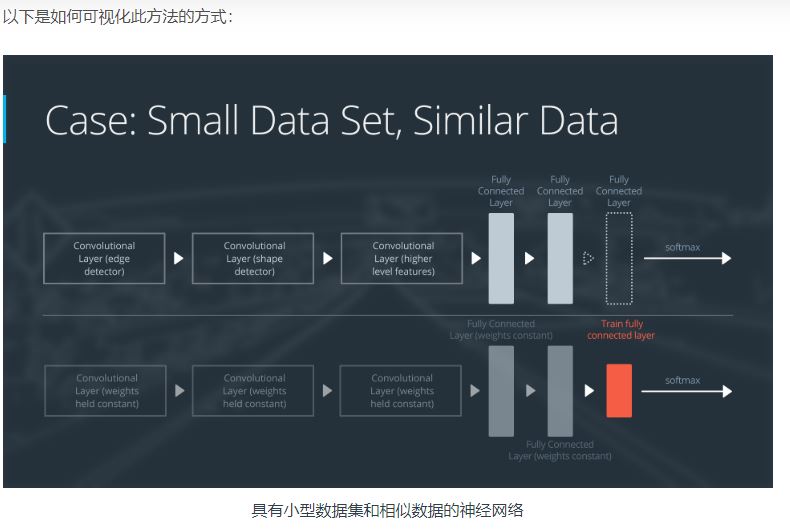 以下是如何可视化此方法的方式:
Case: Small Data Set, Similar Data
Fully
Connected
Layer
Fully
Connected
Layer
Fully
Connected
Layer
Convolutional
Layer (edge
detector)
Convolutional
Layer (shape
detector)
Convolutional
Layer (higher
level features)
softmax
Fully Connected
Layer (weights constant)
Train fully
connected layer
Convolutional
Layer (weights
held constant)
Convolutional
Layer (weights
held constant)
Convolutional
Layer (weights
held constant)
softmax
Fully Connected
Layer (weights constant)
具有小型数据集和相似数据的神经网络